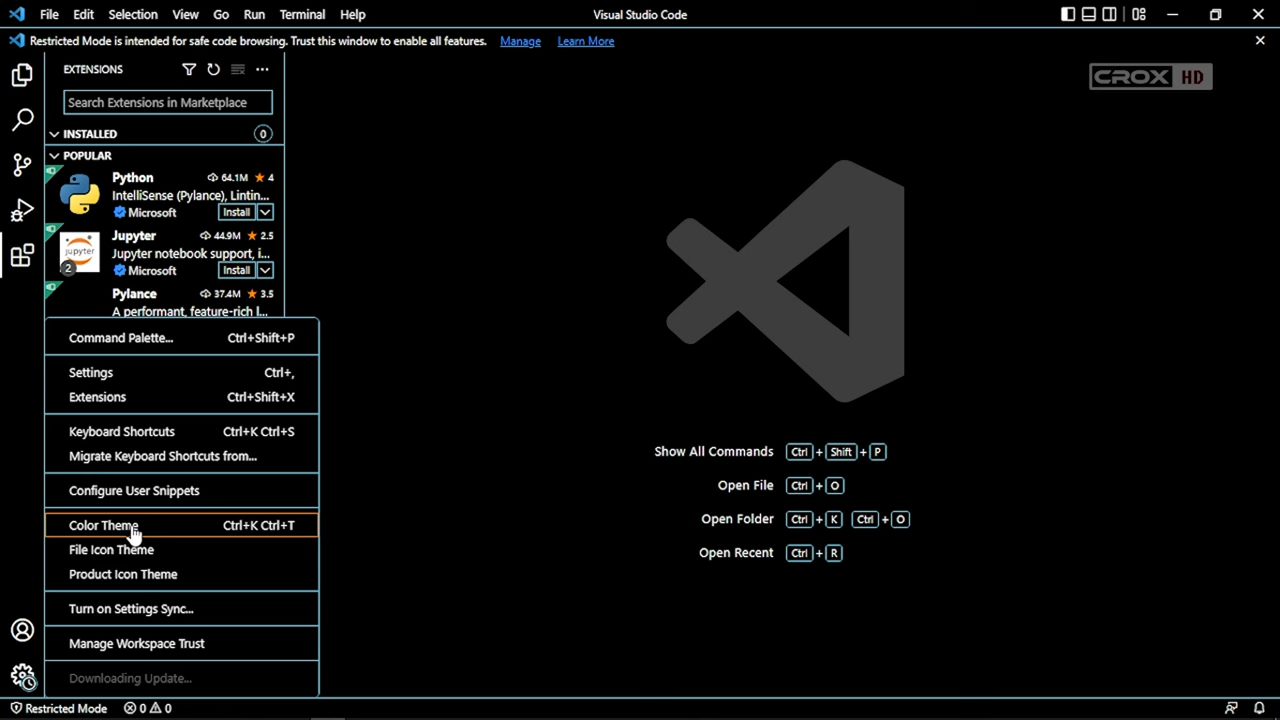 File Edit Selection View Go Run Terminal Help
Visual Studio Code
Restricted Mode is intended for safe code browsing. Trust this window to enable all features. Manage Learn More
EXTENSIONS
CROX HD
Search Extensions in Marketplace
INSTALLED 0
POPULAR
Python 64.1M 4
IntelliSense (Pylance), Lintin...
Microsoft Install
Jupyter 44.9M 2.5
jupyter
Jupyter notebook support, i...
2
Microsoft Install
Pylance 37.4M 3.5
A performant, feature-rich l...
Command Palette... Ctrl+Shift+P
Settings Ctrl+,
Extensions Ctrl+Shift+X
Keyboard Shortcuts Ctrl+K Ctrl+S
Migrate Keyboard Shortcuts from...
Configure User Snippets
Color Theme Ctrl+K Ctrl+T
File Icon Theme
Product Icon Theme
Turn on Settings Sync...
Manage Workspace Trust
Downloading Update...
Show All Commands Ctrl + Shift + P
Open File Ctrl + O
Open Folder Ctrl + K Ctrl + O
Open Recent Ctrl + R
Restricted Mode 0 0